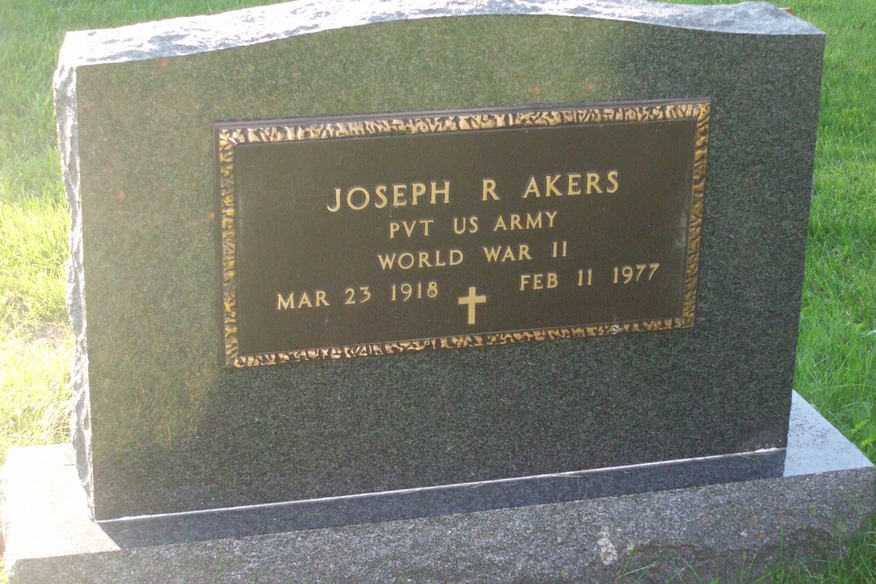 JOSEPH R AKERS
PVT US ARMY
WORLD WAR II
MAR 23 1918 FEB 11 1977